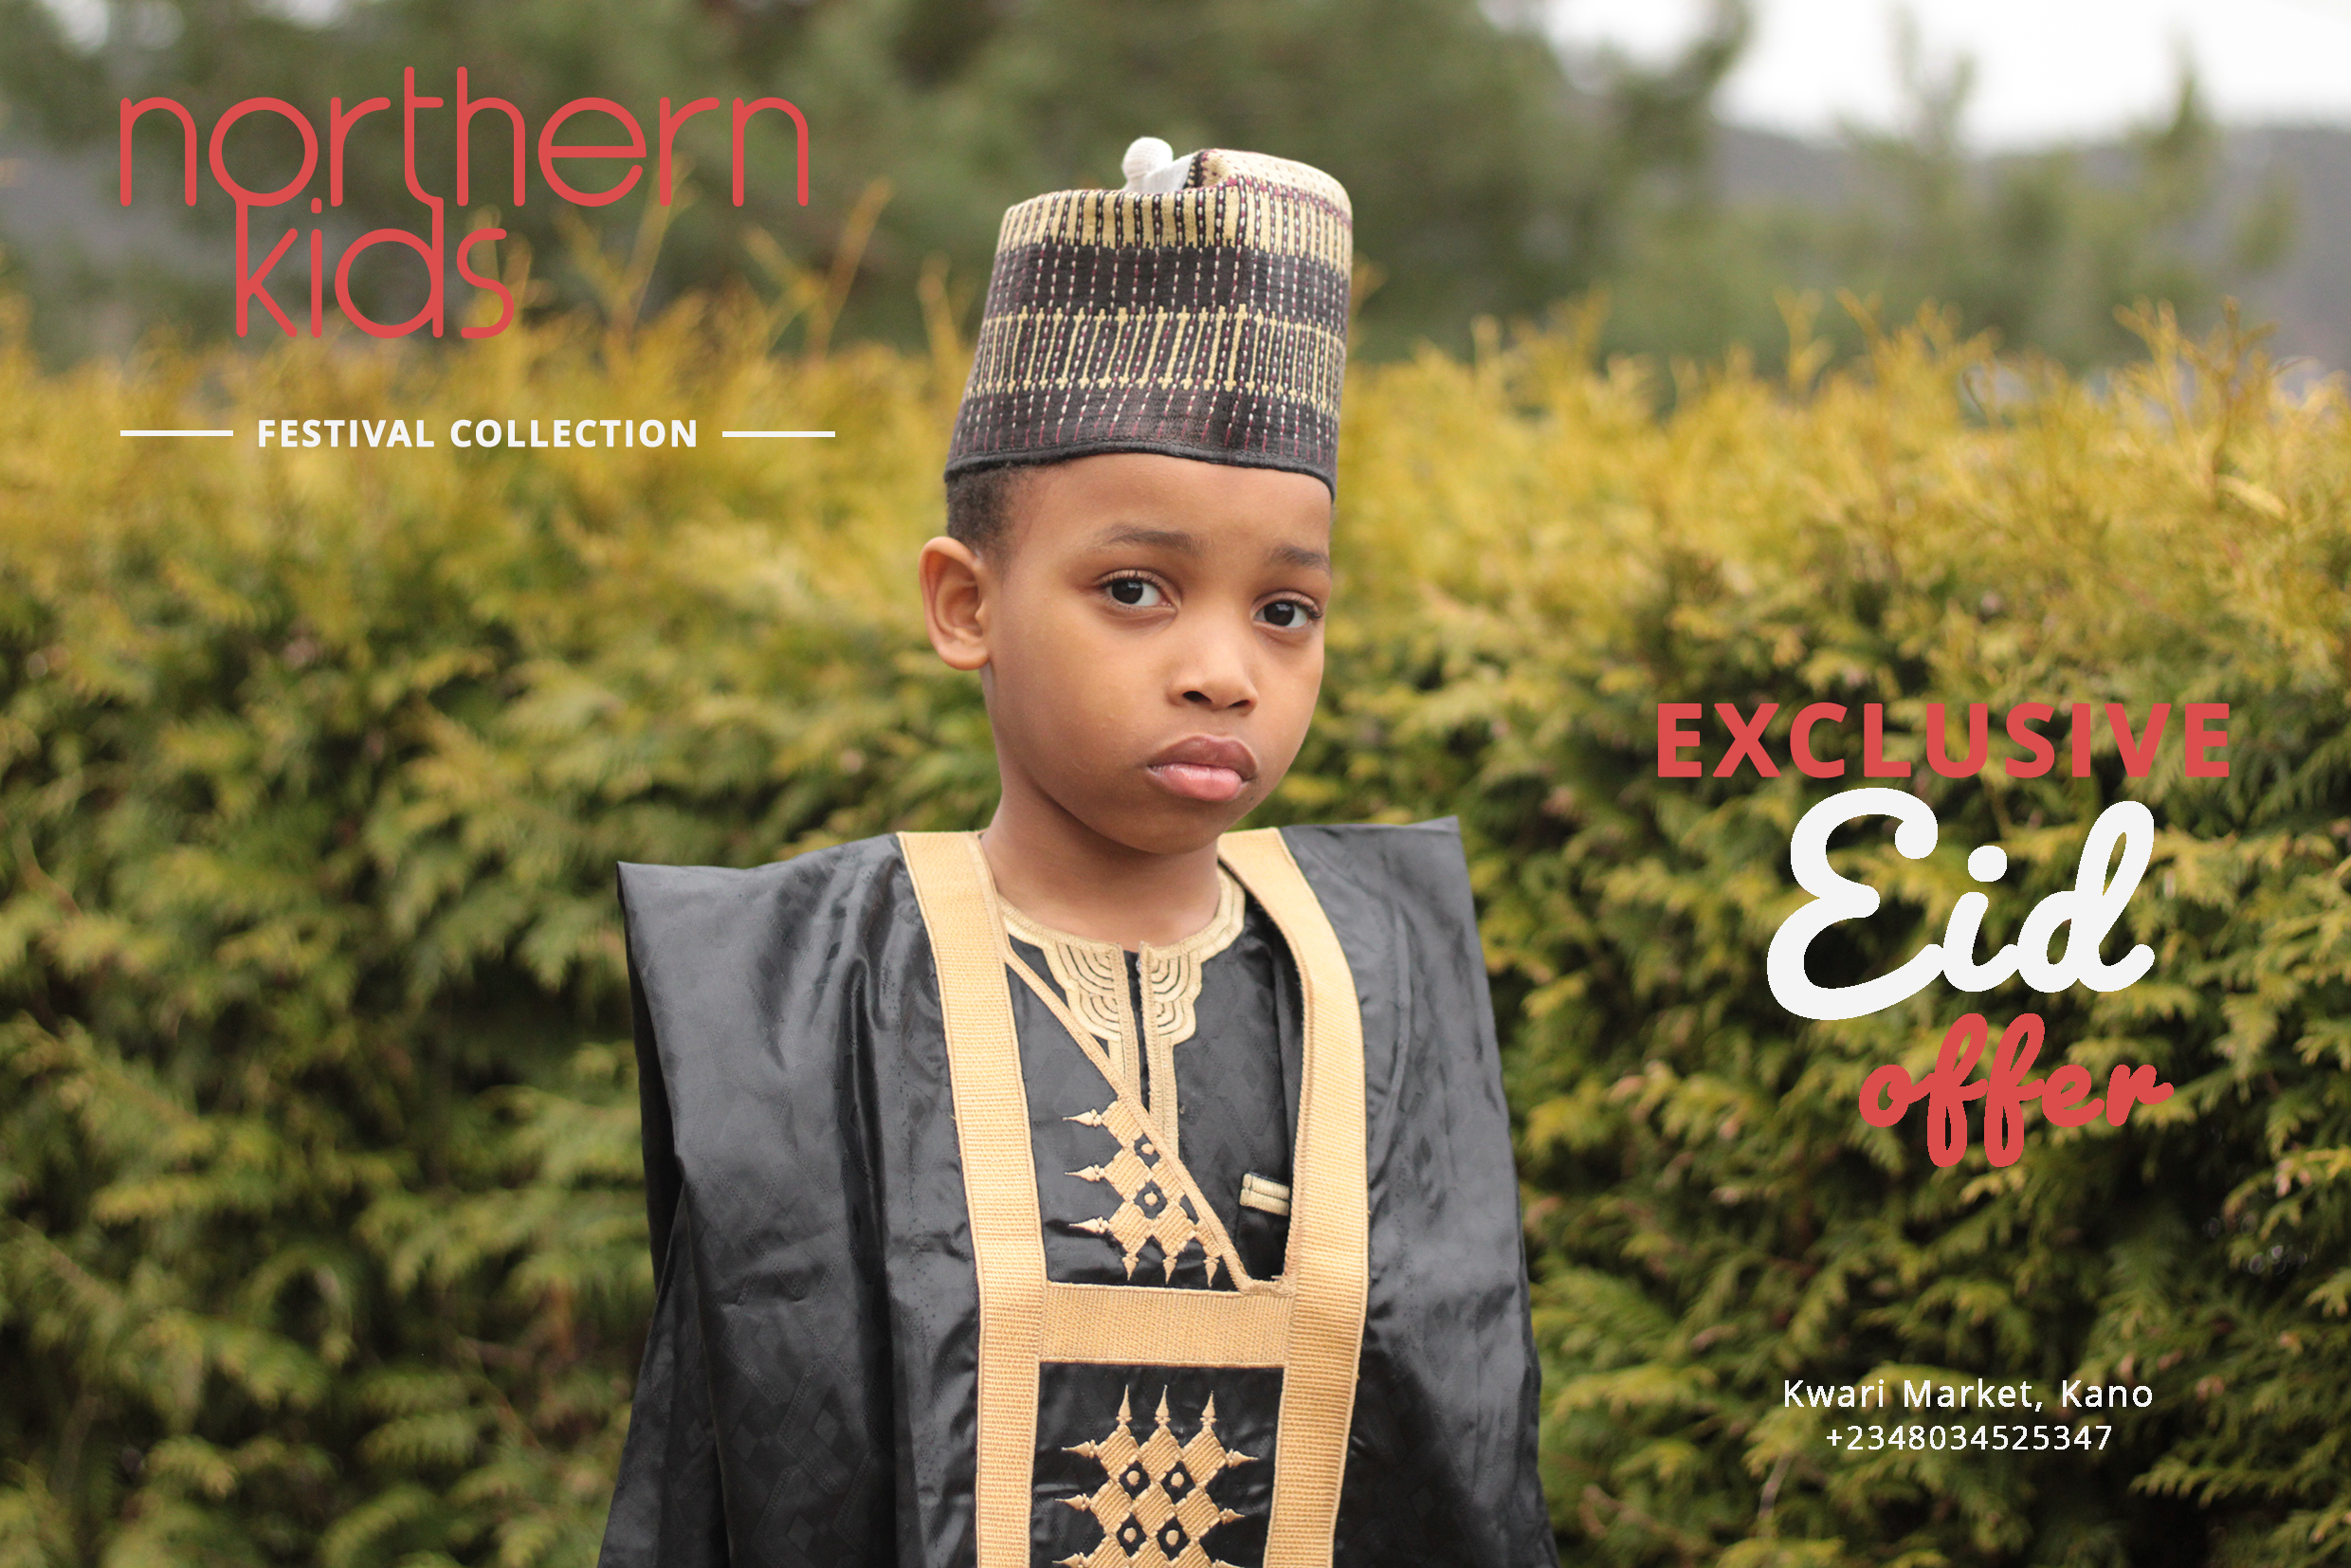 northern
kids
FESTIVAL COLLECTION
EXCLUSIVE
Eid
offer
Kwari Market, Kano
+2348034525347